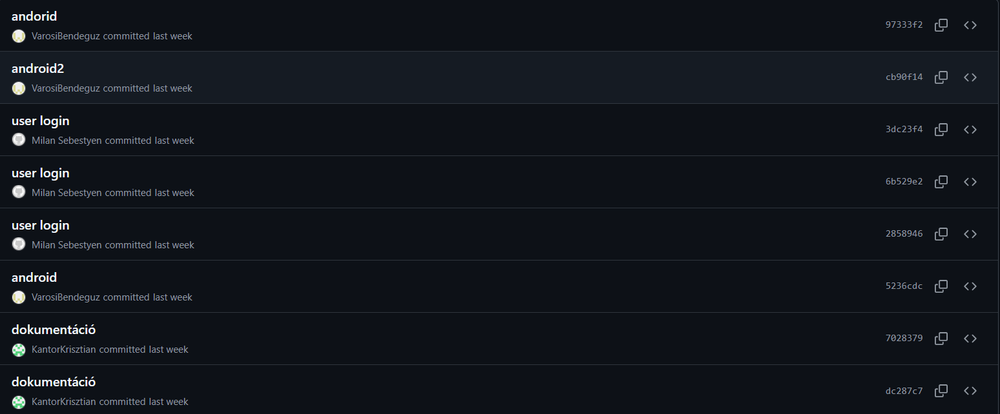 andorid
VarosiBendeguz committed last week
97333f2
android2
VarosiBendeguz committed last week
cb90f14
user login
Milan Sebestyen committed last week
3dc23f4
user login
Milan Sebestyen committed last week
6b529e2
user login
Milan Sebestyen committed last week
2858946
android
VarosiBendeguz committed last week
5236cdc
dokumentáció
KantorKrisztian committed last week
7028379
dokumentáció
KantorKrisztian committed last week
dc287c7